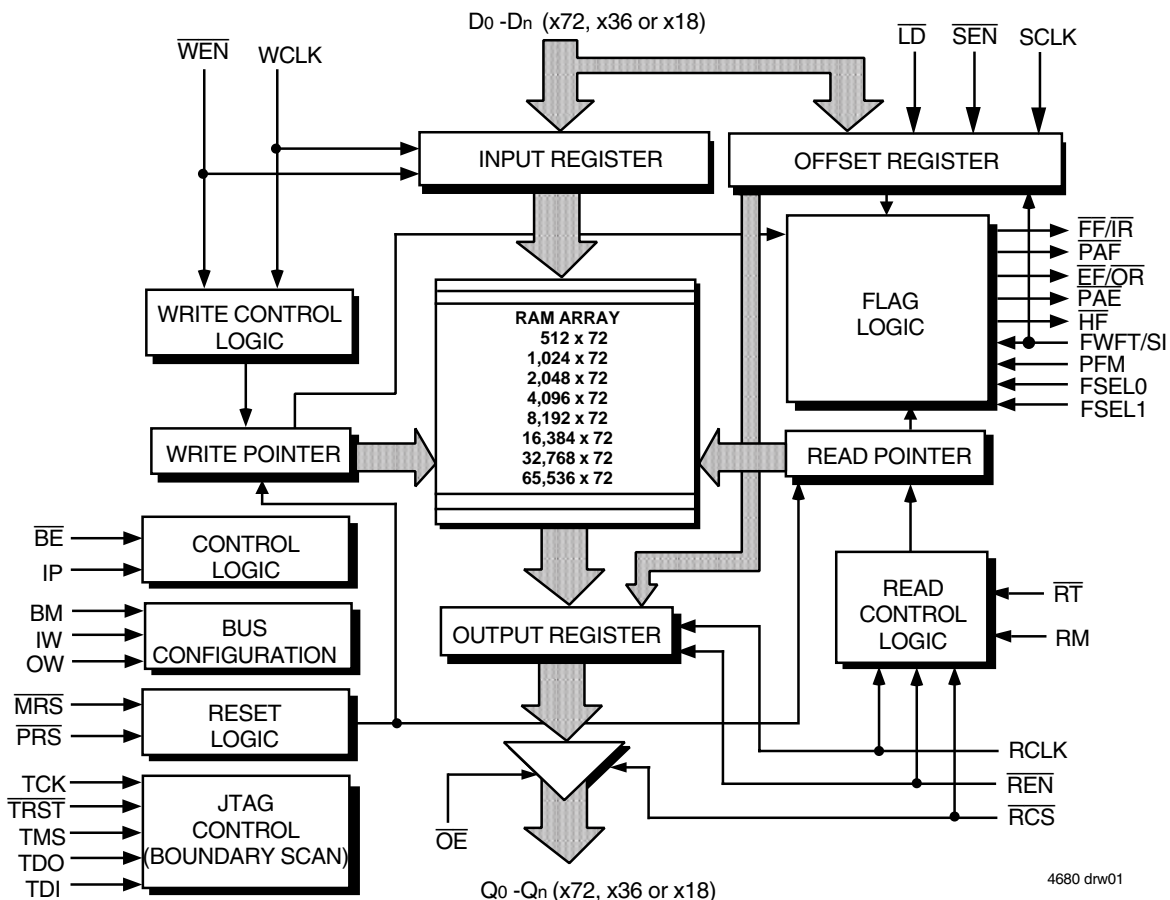 D0 -Dn (x72, x36 or x18)
WEN
WCLK
LD
SEN
SCLK
INPUT REGISTER
OFFSET REGISTER
WRITE CONTROL
LOGIC
RAM ARRAY
512 x 72
1,024 x 72
2,048 x 72
4,096 x 72
8,192 x 72
16,384 x 72
32,768 x 72
65,536 x 72
FLAG
LOGIC
FF/IR
PAF
EF/OR
PAE
HF
FWFT/SI
PFM
FSEL0
FSEL1
WRITE POINTER
READ POINTER
BE
IP
CONTROL
LOGIC
BM
IW
OW
BUS
CONFIGURATION
MRS
PRS
RESET
LOGIC
TCK
TRST
TMS
TDO
TDI
JTAG
CONTROL
(BOUNDARY SCAN)
OUTPUT REGISTER
READ
CONTROL
LOGIC
RT
RM
RCLK
REN
RCS
OE
Q0 -Qn (x72, x36 or x18)
4680 drw01